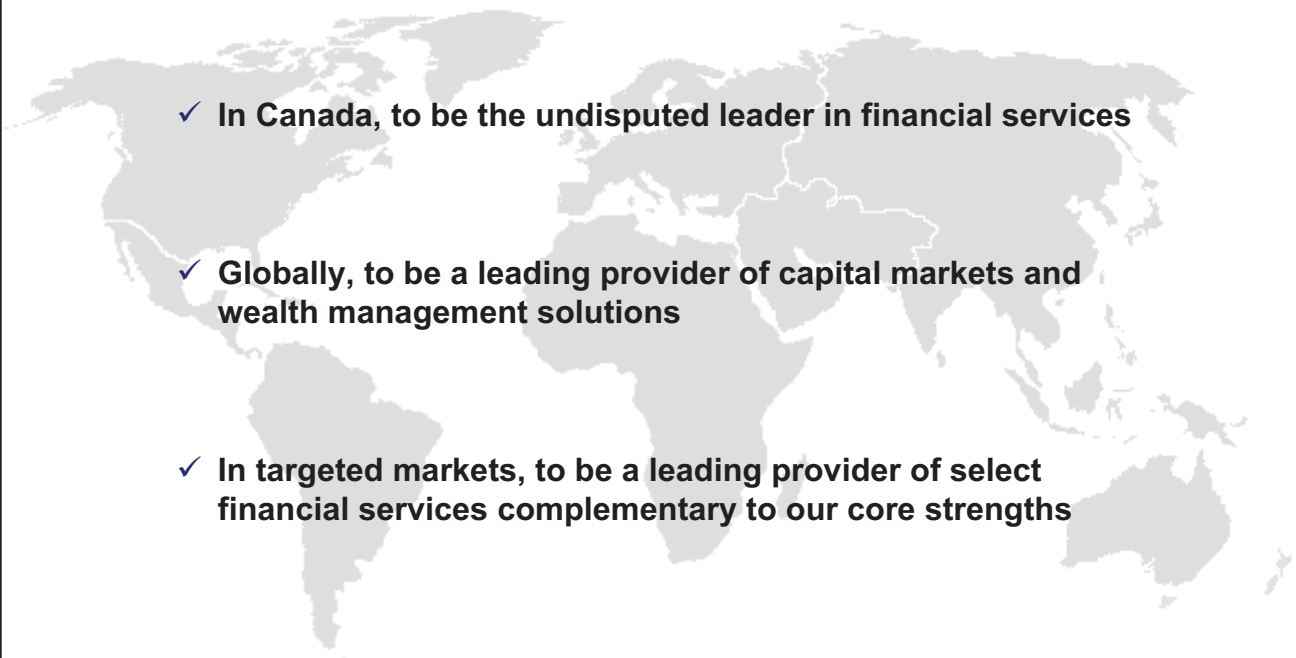 ✓ In Canada, to be the undisputed leader in financial services
✓ Globally, to be a leading provider of capital markets and
wealth management solutions
✓ In targeted markets, to be a leading provider of select
financial services complementary to our core strengths